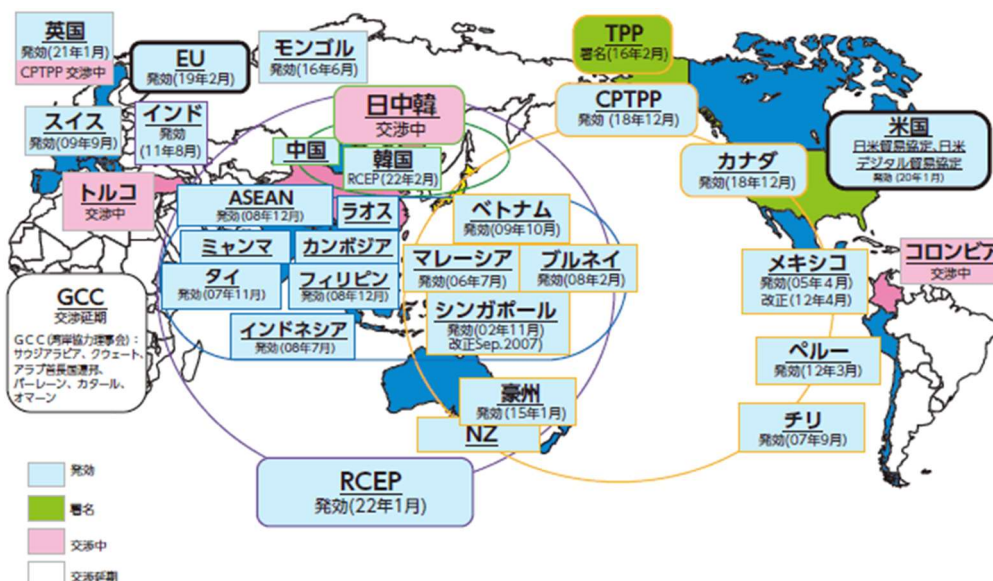 英国
発効(21年1月)
CPTPP 交渉中
EU
発効(19年2月)
モンゴル
発効(16年6月)
TPP
署名(16年2月)
CPTPP
発効 (18年12月)
日中韓
交渉中
スイス
発効(09年9月)
インド
発効
(11年8月)
中国
韓国
RCEP(22年2月)
カナダ
発効(18年12月)
米国
日米貿易協定、日米
デジタル貿易協定
発効 (20年1月)
トルコ
交渉中
ASEAN
発効(08年12月)
ラオス
ベトナム
発効(09年10月)
ミャンマ
カンボジア
マレーシア
発効(06年7月)
ブルネイ
発効(08年2月)
タイ
発効(07年11月)
フィリピン
発効(08年12月)
シンガポール
発効(02年11月)
改正Sep.2007)
インドネシア
発効(08年7月)
メキシコ
発効(05年4月)
改正(12年4月)
コロンビア
交渉中
GCC
交渉延期
GCC(湾岸協力理事会):
サウジアラビア、クウェート、
アラブ首長国連邦、
バーレーン、カタール、
オマーン
ペルー
発効(12年3月)
豪州
発効(15年1月)
NZ
チリ
発効(07年9月)
RCEP
発効(22年1月)
発効
署名
交渉中
交渉延期